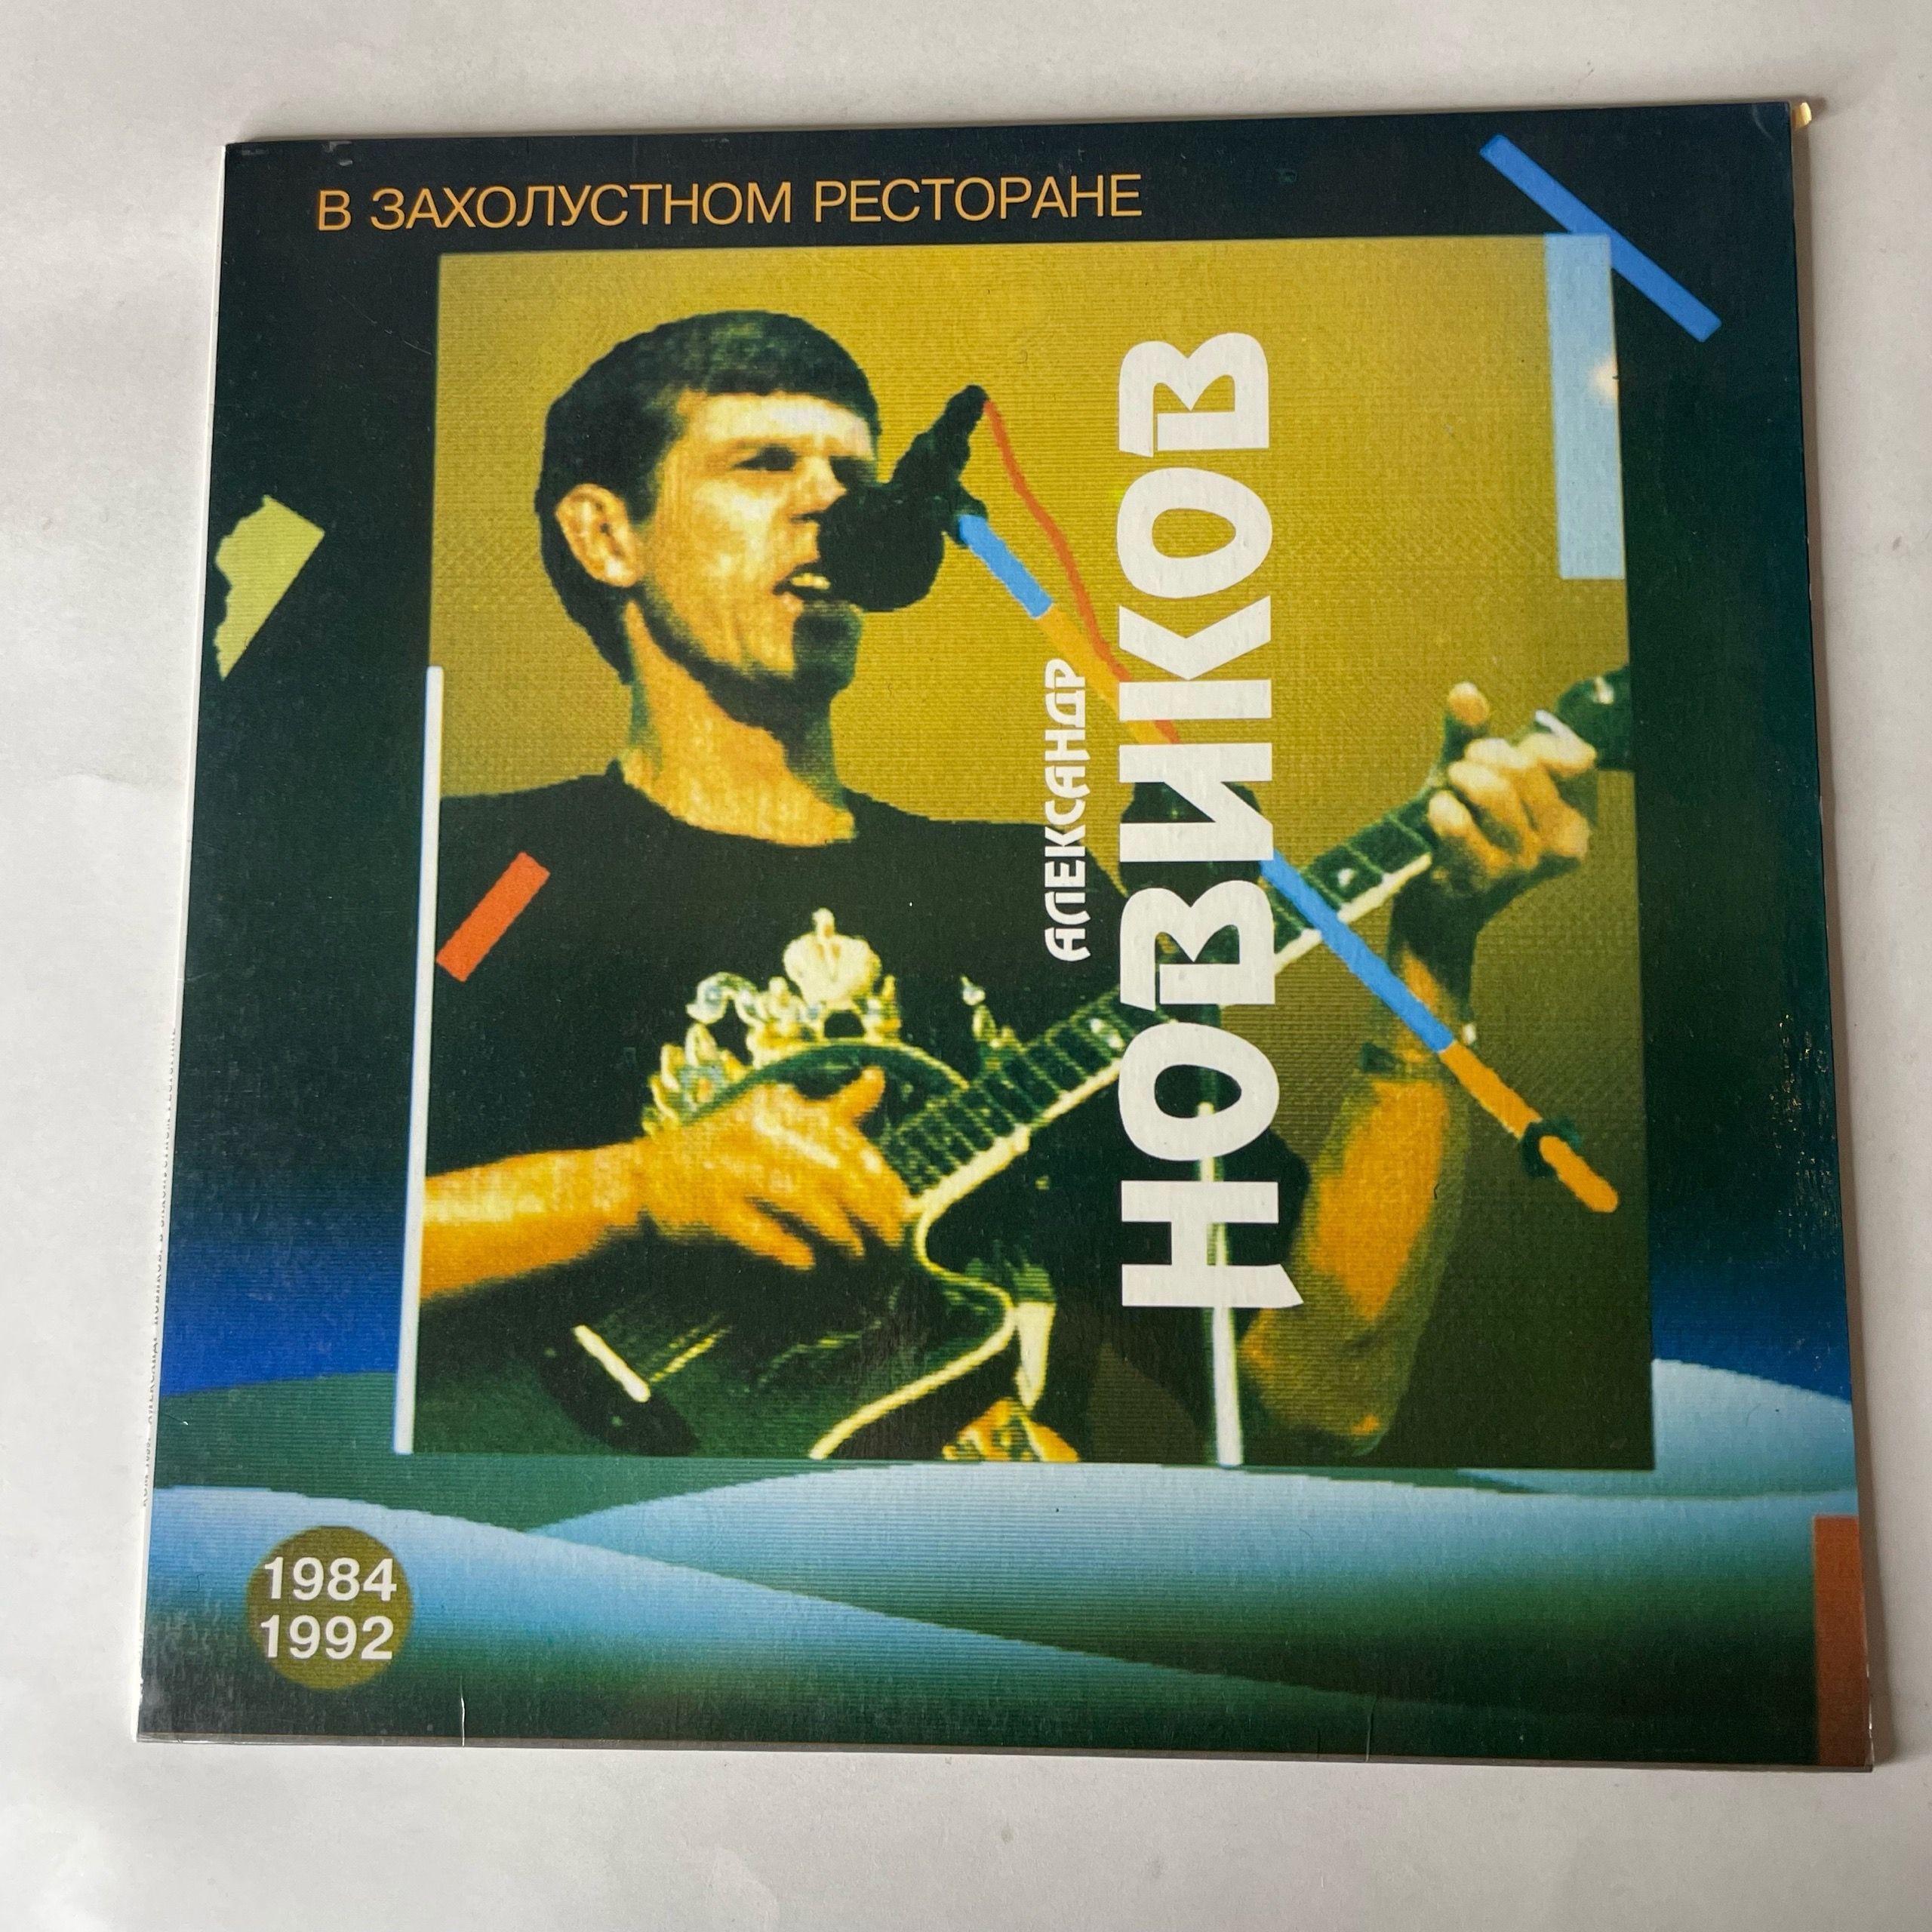 В ЗАХОЛУСТНОМ РЕСТОРАНЕ
АЛЕКСАНДР
НОВИКОВ
1984
1992